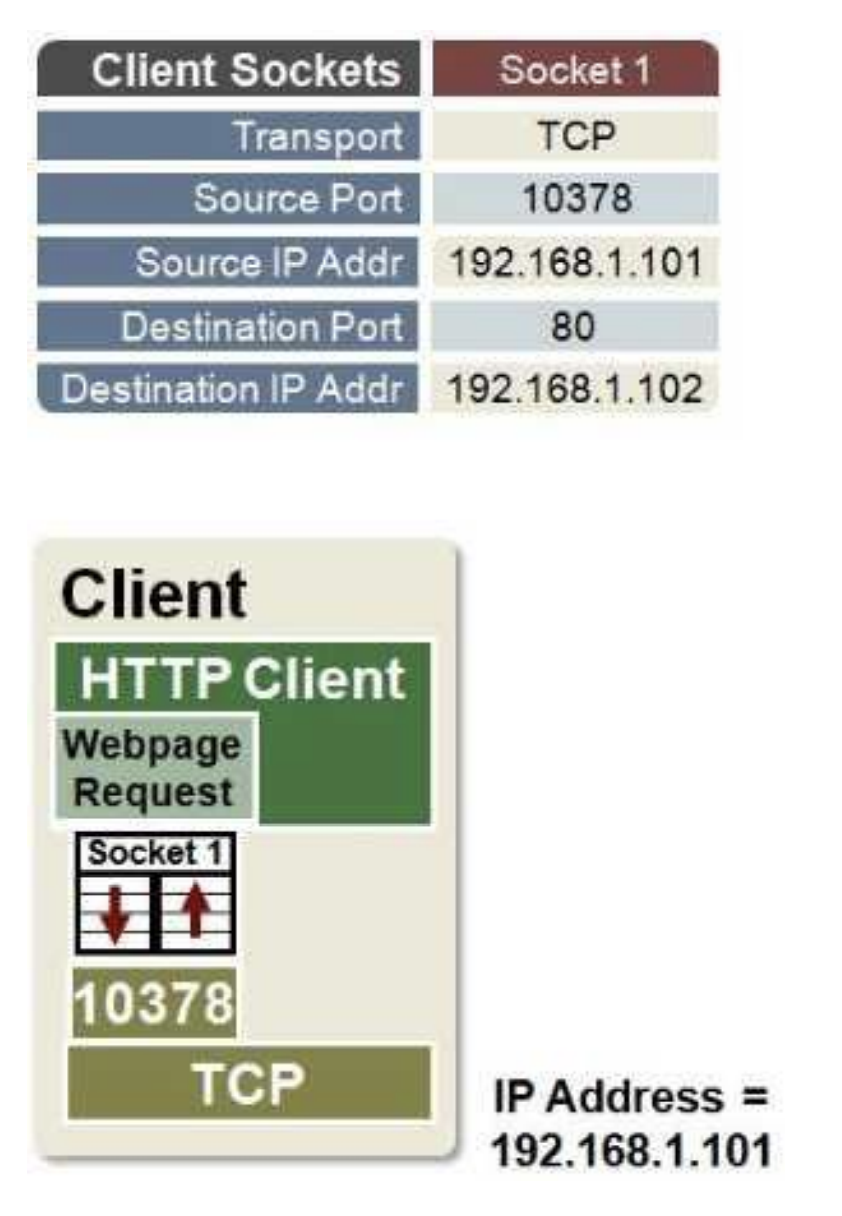 Client Sockets Socket 1
Transport TCP
Source Port 10378
Source IP Addr 192.168.1.101
Destination Port 80
Destination IP Addr 192.168.1.102
Client
HTTP Client
Webpage
Request
Socket 1
10378
TCP
IP Address =
192.168.1.101